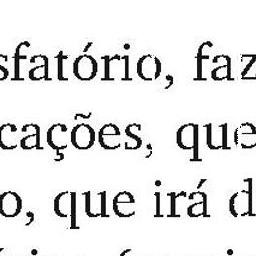 sfatório, faz
cações, que
o, que irá d